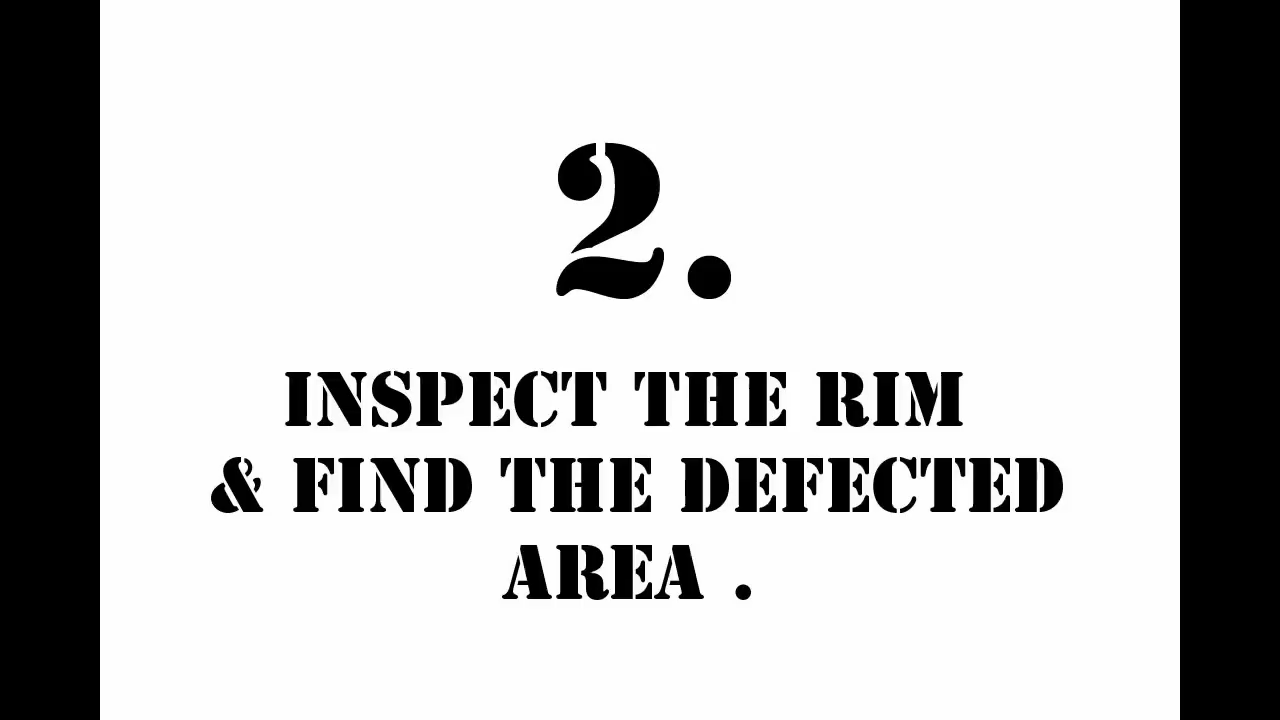 2.
INSPECT THE RIM
& FIND THE DEFECTED
AREA .